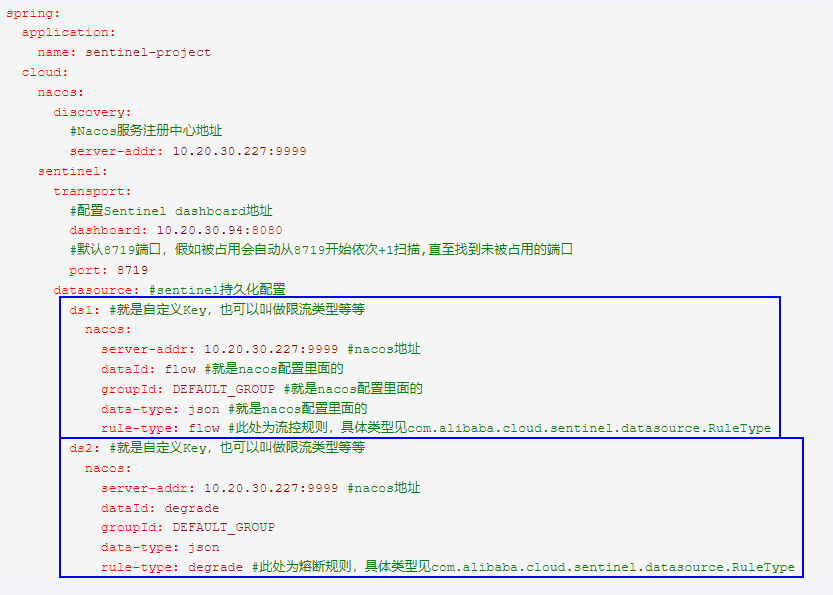 spring:
  application:
    name: sentinel-project
  cloud:
    nacos:
      discovery:
        #Nacos服务注册中心地址
        server-addr: 10.20.30.227:9999
    sentinel:
      transport:
        #配置Sentinel dashboard地址
        dashboard: 10.20.30.94:8080
        #默认8719端口，假如被占用会自动从8719开始依次+1扫描,直至找到未被占用的端口
        port: 8719
      datasource: #sentinel持久化配置
        ds1: #就是自定义Key，也可以叫做限流类型等等
          nacos:
            server-addr: 10.20.30.227:9999 #nacos地址
            dataId: flow #就是nacos配置里面的
            groupId: DEFAULT_GROUP #就是nacos配置里面的
            data-type: json #就是nacos配置里面的
            rule-type: flow #此处为流控规则，具体类型见com.alibaba.cloud.sentinel.datasource.RuleType
        ds2: #就是自定义Key，也可以叫做限流类型等等
          nacos:
            server-addr: 10.20.30.227:9999 #nacos地址
            dataId: degrade
            groupId: DEFAULT_GROUP
            data-type: json
            rule-type: degrade #此处为熔断规则，具体类型见com.alibaba.cloud.sentinel.datasource.RuleType